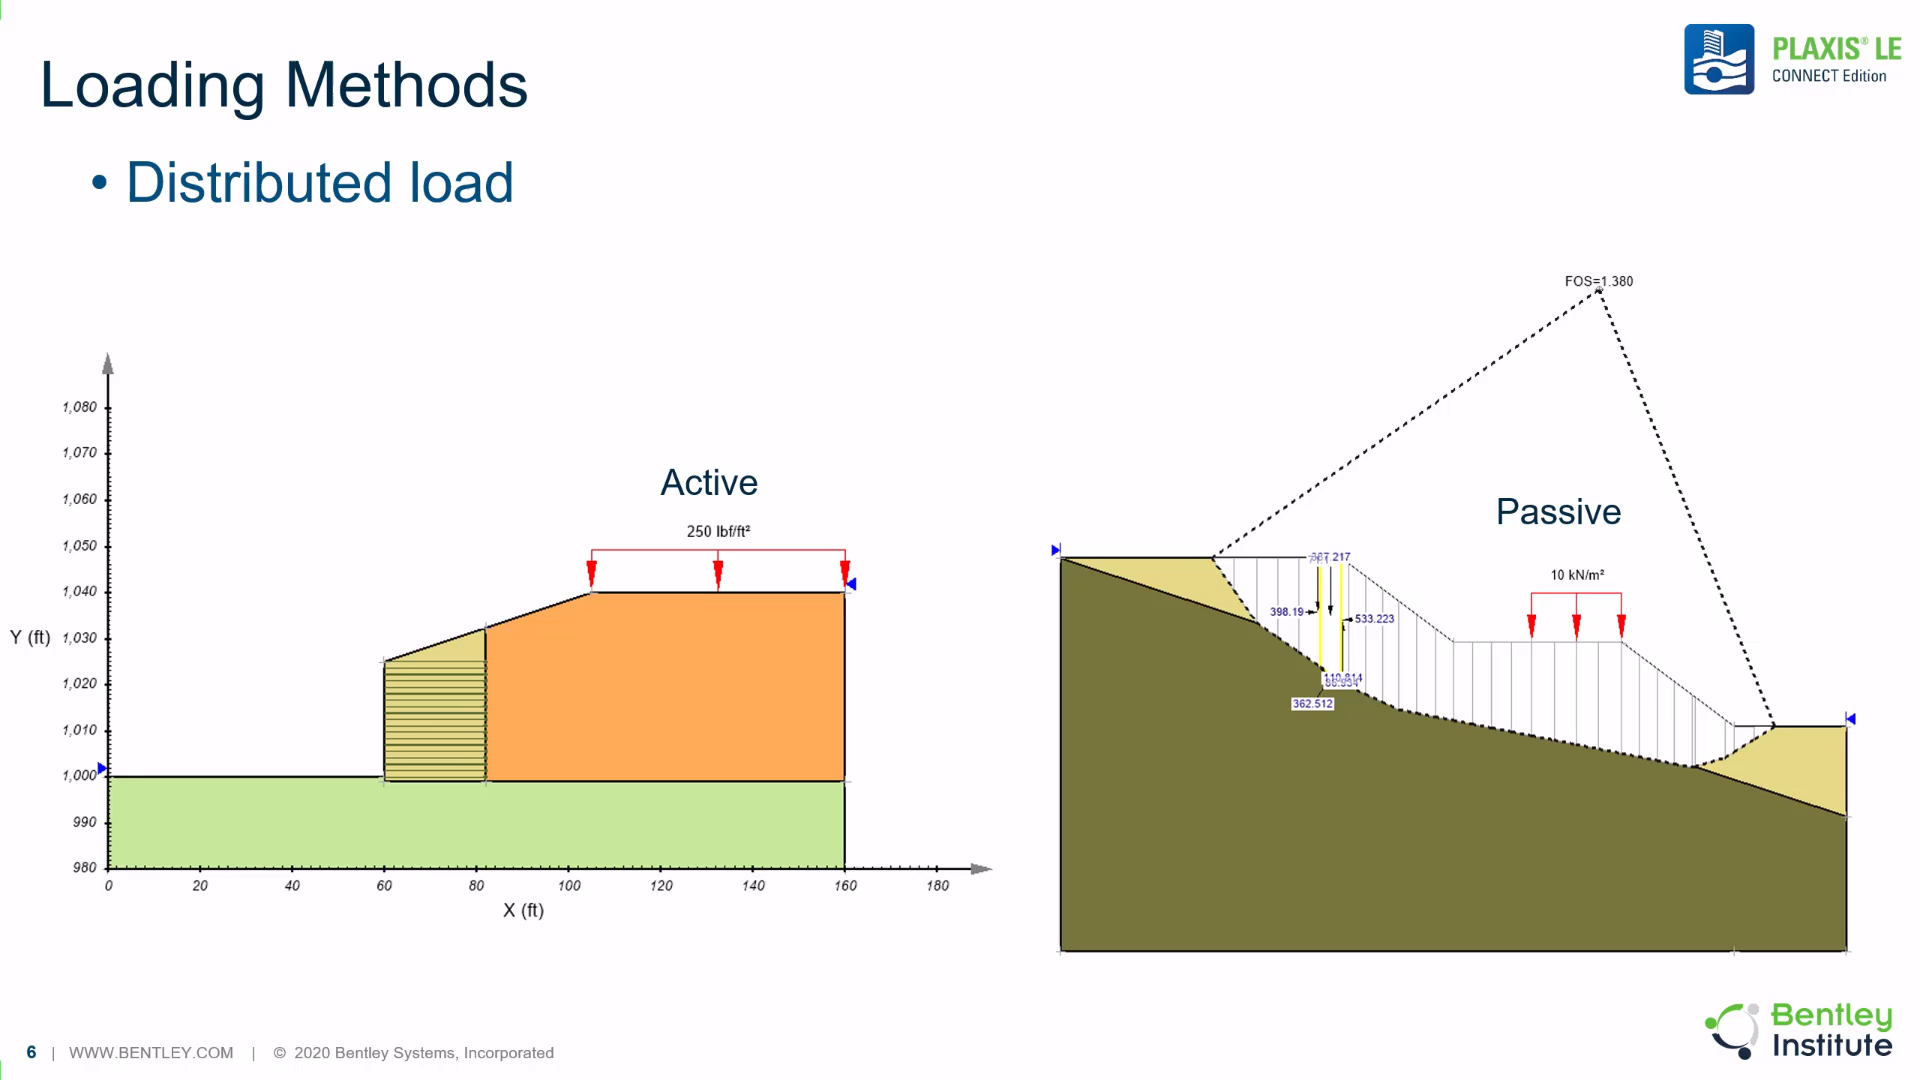 Loading Methods
PLAXIS® LE
CONNECT Edition
• Distributed load
FOS=1.380
1,080
1,070
1,060
1,050
1,040
1,030
1,020
1,010
1,000
990
980
Y (ft)
Active
250 lbf/ft²
0
20
40
60
80
100
120
140
160
180
X (ft)
Passive
10 kN/m²
398.19
533.223
362.512
6 | WWW.BENTLEY.COM | © 2020 Bentley Systems, Incorporated
Bentley
Institute